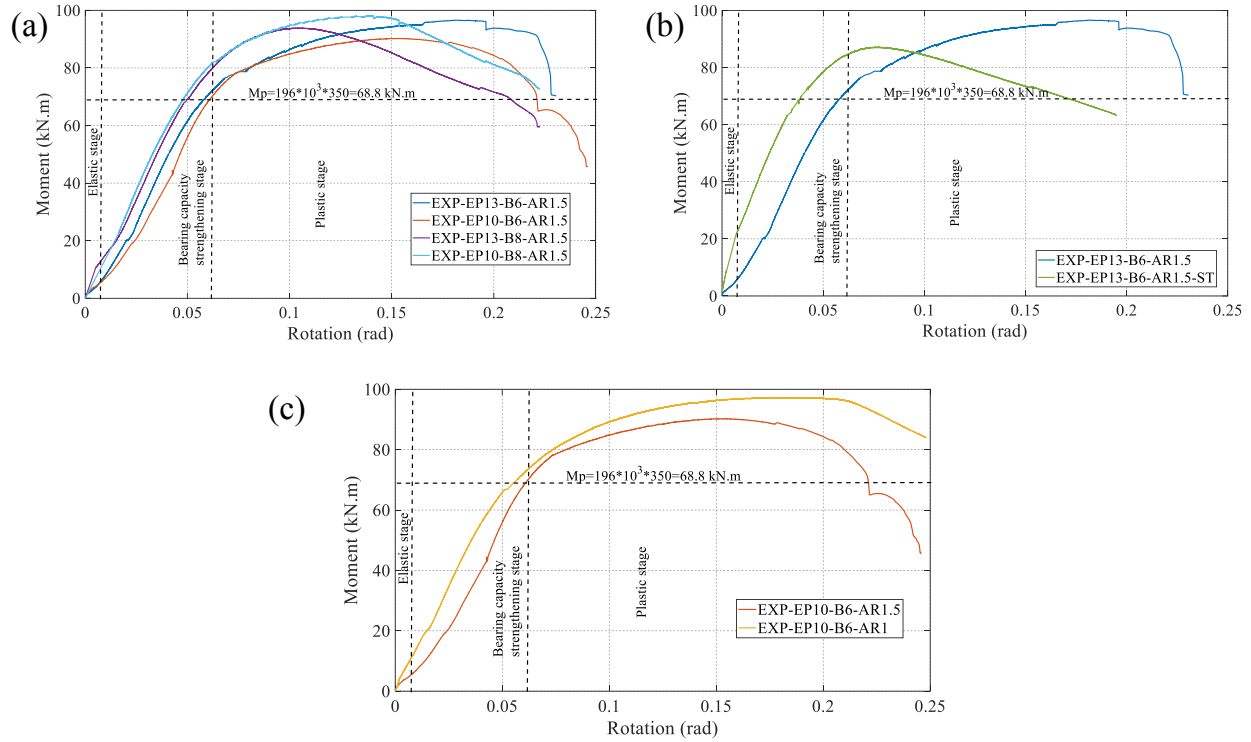 (a)
100
80
60
40
20
0
Moment (kN.m)
Mp=196*10^3*350=68.8 kN.m
Elastic stage
Bearing capacity
strengthening stage
Plastic stage
EXP-EP13-B6-AR1.5
EXP-EP10-B6-AR1.5
EXP-EP13-B8-AR1.5
EXP-EP10-B8-AR1.5
0 0.05 0.1 0.15 0.2 0.25
Rotation (rad)
(b)
100
80
60
40
20
0
Moment (kN.m)
Mp=196*10^3*350=68.8 kN.m
Elastic stage
Bearing capacity
strengthening stage
Plastic stage
EXP-EP13-B6-AR1.5
EXP-EP13-B6-AR1.5-ST
0 0.05 0.1 0.15 0.2 0.25
Rotation (rad)
(c)
100
80
60
40
20
0
Moment (kN.m)
Mp=196*10^3*350=68.8 kN.m
Elastic stage
Bearing capacity
strengthening stage
Plastic stage
EXP-EP10-B6-AR1.5
EXP-EP10-B6-AR1
0 0.05 0.1 0.15 0.2 0.25
Rotation (rad)